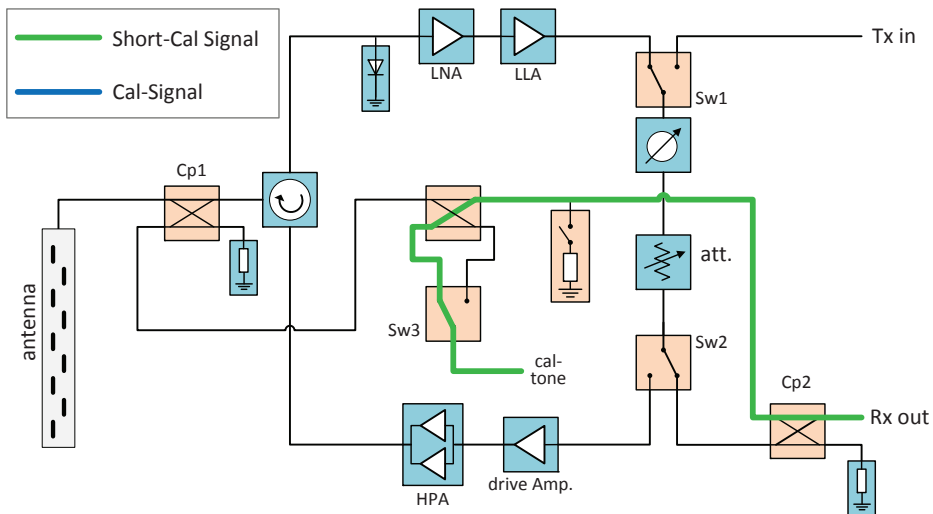 Short-Cal Signal
Cal-Signal
LNA
LLA
Tx in
Sw1
Cp1
att.
antenna
Sw3
Sw2
cal-
tone
Cp2
Rx out
HPA
drive Amp.